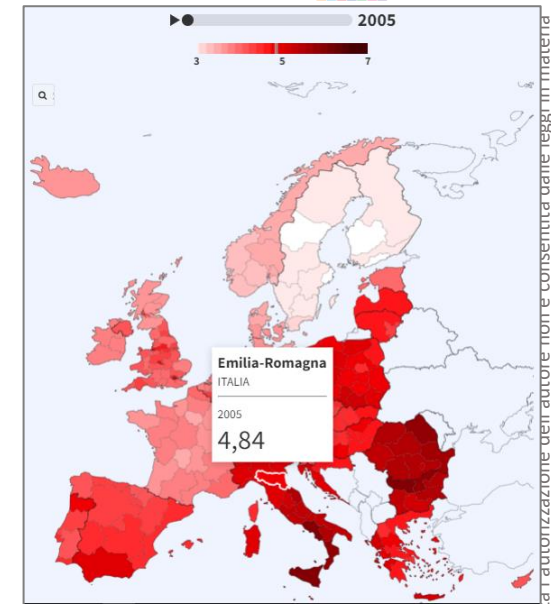 2005
3 5 7
Emilia-Romagna
ITALIA
2005
4,84
a l'autorizzazione dell'autore non è consentita dalle leggi in materia